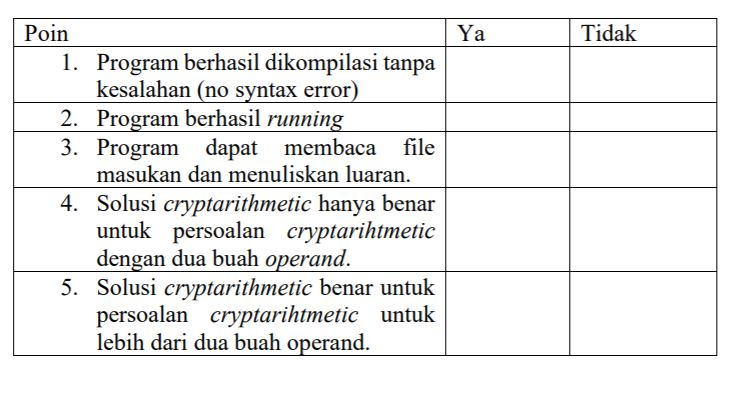 Poin Ya Tidak
1. Program berhasil dikompilasi tanpa
kesalahan (no syntax error)
2. Program berhasil running
3. Program dapat membaca file
masukan dan menuliskan luaran.
4. Solusi cryptarithmetic hanya benar
untuk persoalan cryptarihtmetic
dengan dua buah operand.
5. Solusi cryptarithmetic benar untuk
persoalan cryptarihtmetic untuk
lebih dari dua buah operand.